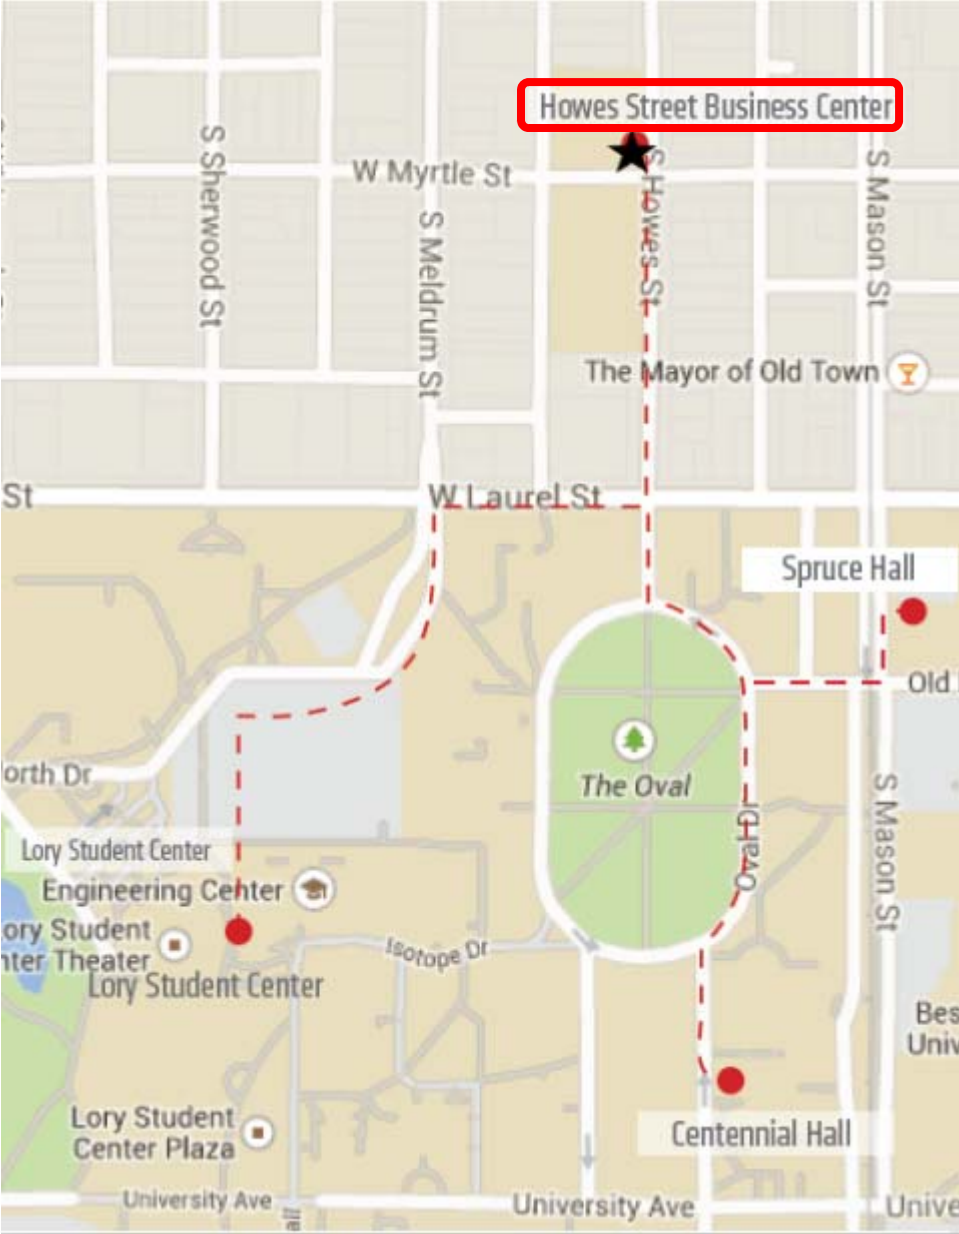 Howes Street Business Center
S Sherwood St
W Myrtle St
S Meldrum St
S Howes St
S Mason St
The Mayor of Old Town
St
W Laurel St
Spruce Hall
Old
The Oval
orth Dr
Oval Dr
S Mason St
Lory Student Center
Engineering Center
ory Student
nter Theater
Isotope Dr
Lory Student Center
Bes
Univ
Lory Student
Center Plaza
Centennial Hall
University Ave
University Ave
Unive
all